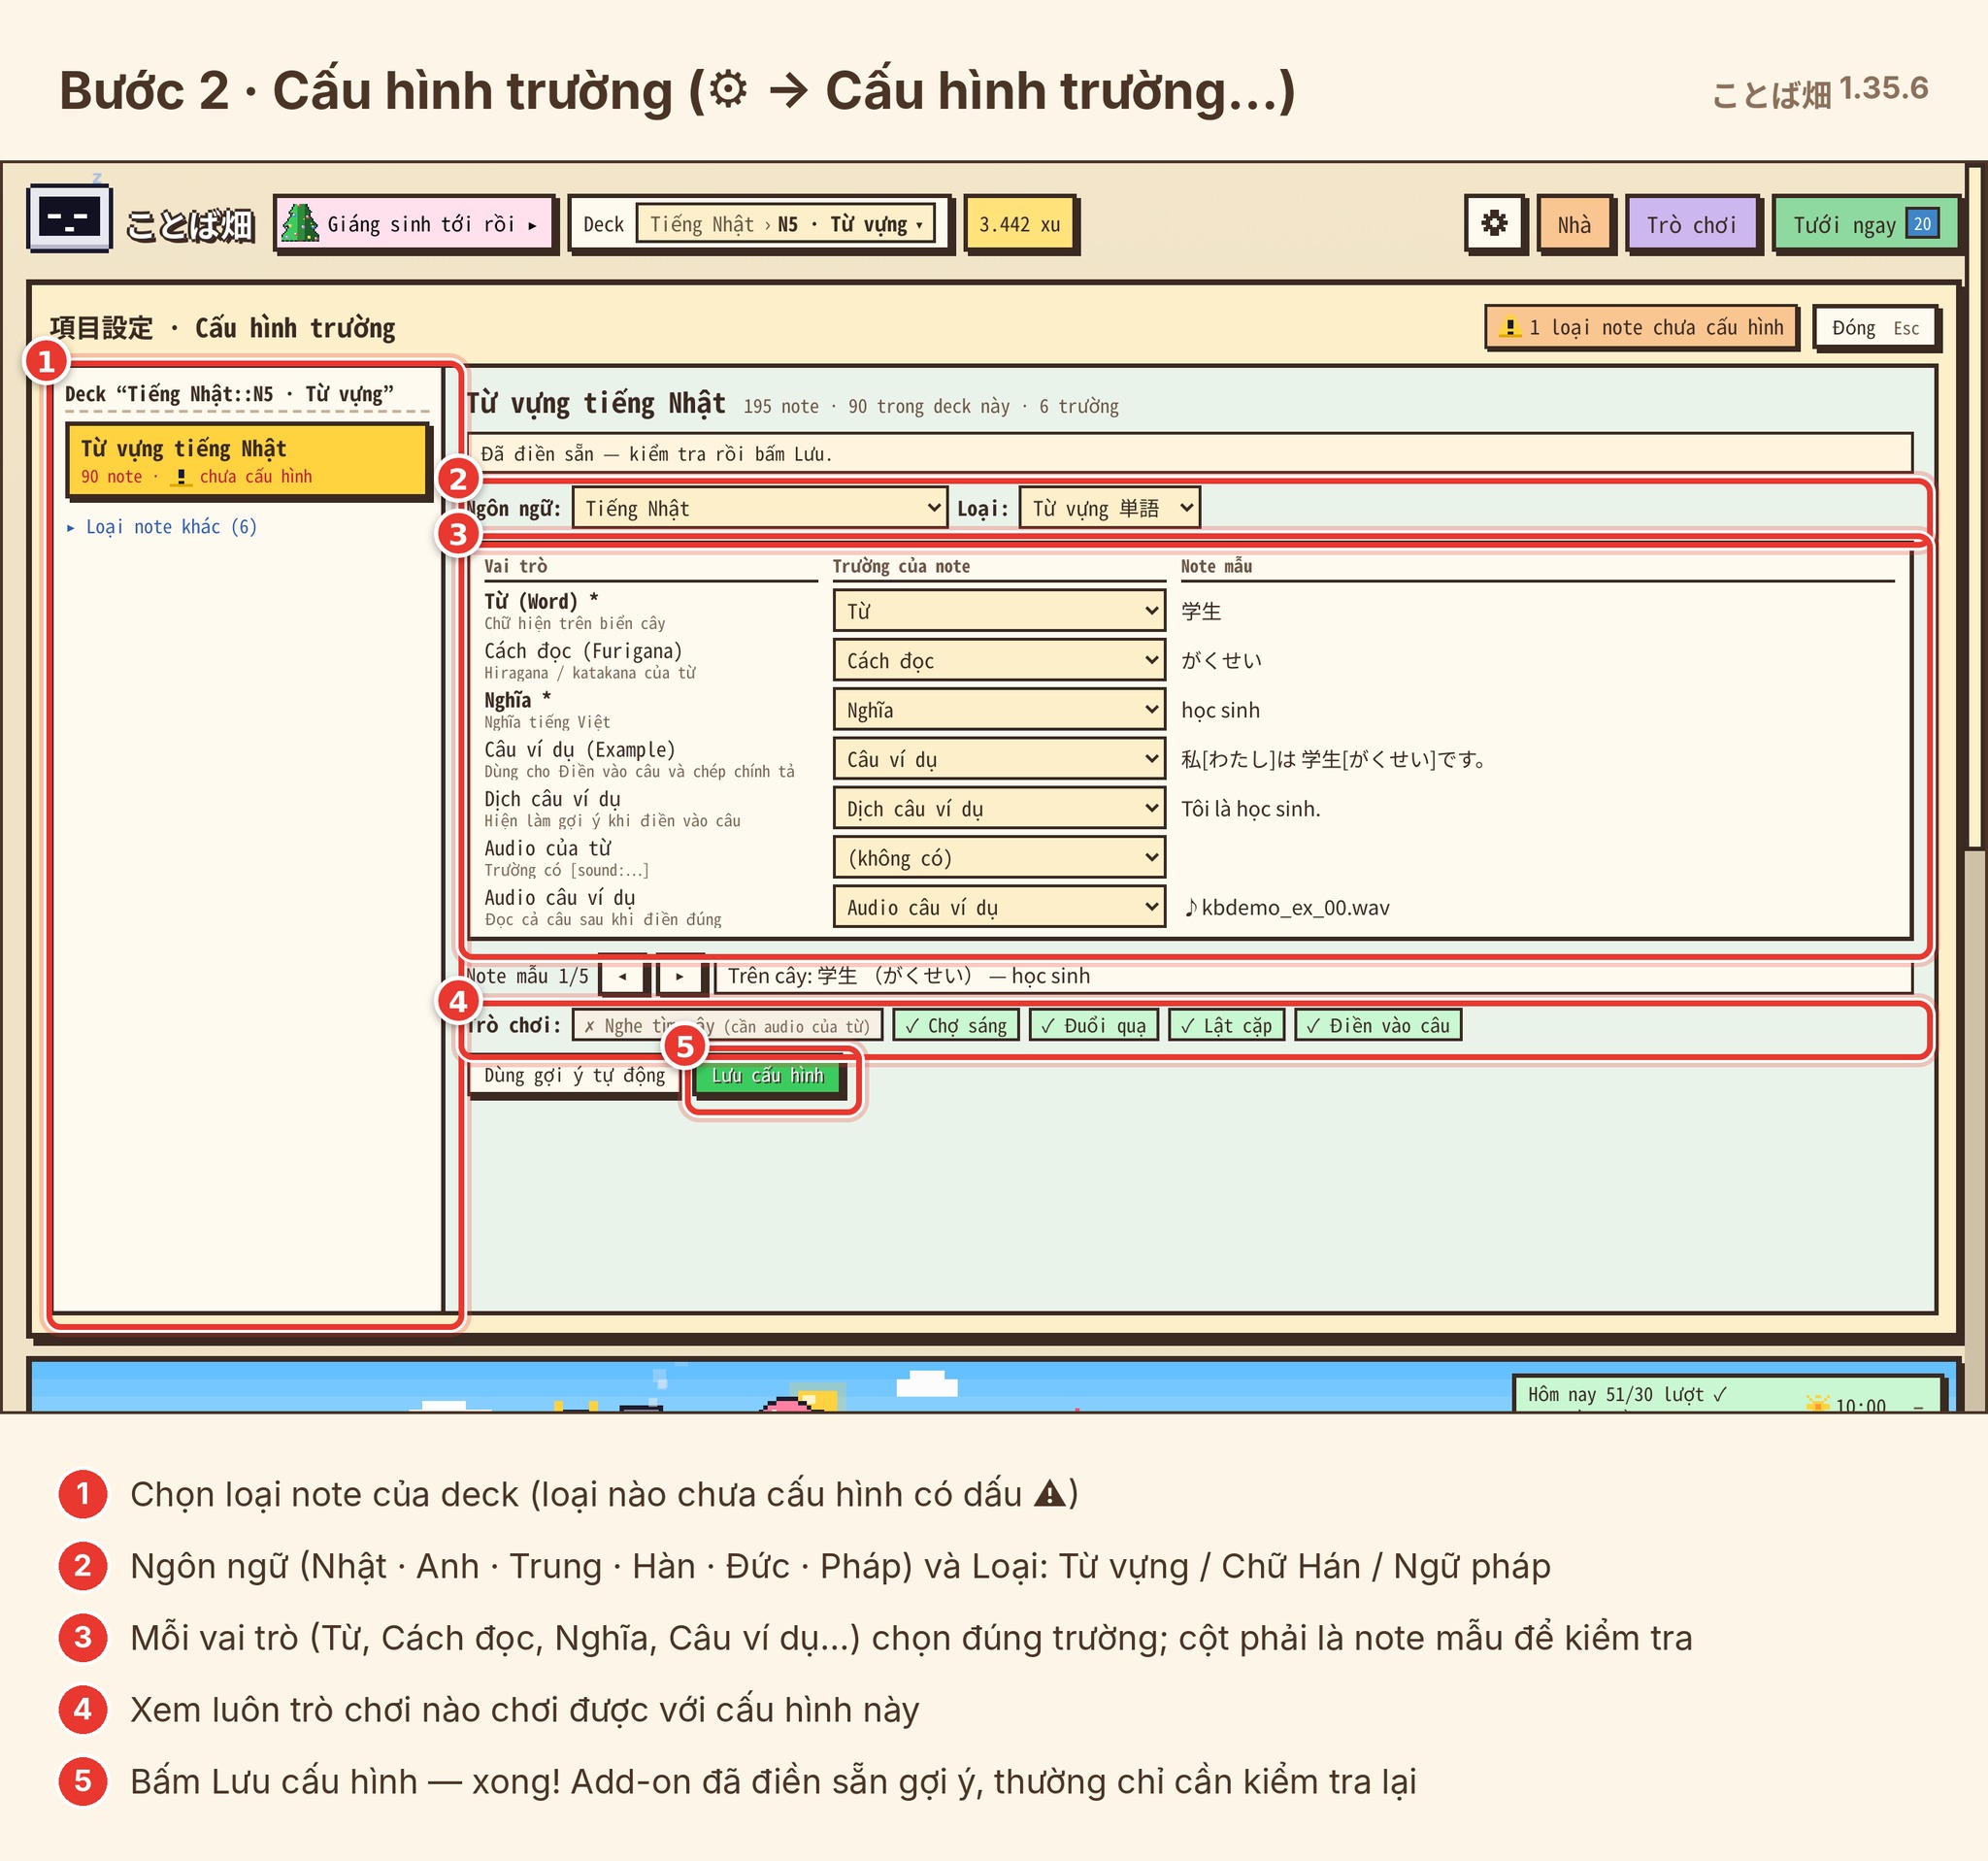 Bước 2 · Cấu hình trường (⚙ → Cấu hình trường…)
ことば畑 1.35.6
z
ことば畑
Giáng sinh tới rồi ▸
Deck Tiếng Nhật › N5 · Từ vựng ▾
3.442 xu
Nhà
Trò chơi
Tưới ngay 20
項目設定 · Cấu hình trường
1 loại note chưa cấu hình
Đóng Esc
1
Deck “Tiếng Nhật::N5 · Từ vựng”
Từ vựng tiếng Nhật
90 note · chưa cấu hình
▸ Loại note khác (6)
Từ vựng tiếng Nhật 195 note · 90 trong deck này · 6 trường
Đã điền sẵn — kiểm tra rồi bấm Lưu.
2
Ngôn ngữ: Tiếng Nhật Loại: Từ vựng 単語
3
Vai trò Trường của note Note mẫu
Từ (Word) * Từ 学生
Chữ hiện trên biển cây
Cách đọc (Furigana) Cách đọc がくせい
Hiragana / katakana của từ
Nghĩa * Nghĩa học sinh
Nghĩa tiếng Việt
Câu ví dụ (Example) Câu ví dụ 私[わたし]は 学生[がくせい]です。
Dùng cho Điền vào câu và chép chính tả
Dịch câu ví dụ Dịch câu ví dụ Tôi là học sinh.
Hiện làm gợi ý khi điền vào câu
Audio của từ (không có)
Trường có [sound:...]
Audio câu ví dụ Audio câu ví dụ ♪kbdemo_ex_00.wav
Đọc cả câu sau khi điền đúng
Note mẫu 1/5 ◂ ▸ Trên cây: 学生 （がくせい） — học sinh
4
Trò chơi: ✗ Nghe tìm cây (cần audio của từ) ✓ Chợ sáng ✓ Đuổi quạ ✓ Lật cặp ✓ Điền vào câu
5
Dùng gợi ý tự động Lưu cấu hình
Hôm nay 51/30 lượt ✓
10:00 –
1 Chọn loại note của deck (loại nào chưa cấu hình có dấu ⚠)
2 Ngôn ngữ (Nhật · Anh · Trung · Hàn · Đức · Pháp) và Loại: Từ vựng / Chữ Hán / Ngữ pháp
3 Mỗi vai trò (Từ, Cách đọc, Nghĩa, Câu ví dụ…) chọn đúng trường; cột phải là note mẫu để kiểm tra
4 Xem luôn trò chơi nào chơi được với cấu hình này
5 Bấm Lưu cấu hình — xong! Add-on đã điền sẵn gợi ý, thường chỉ cần kiểm tra lại